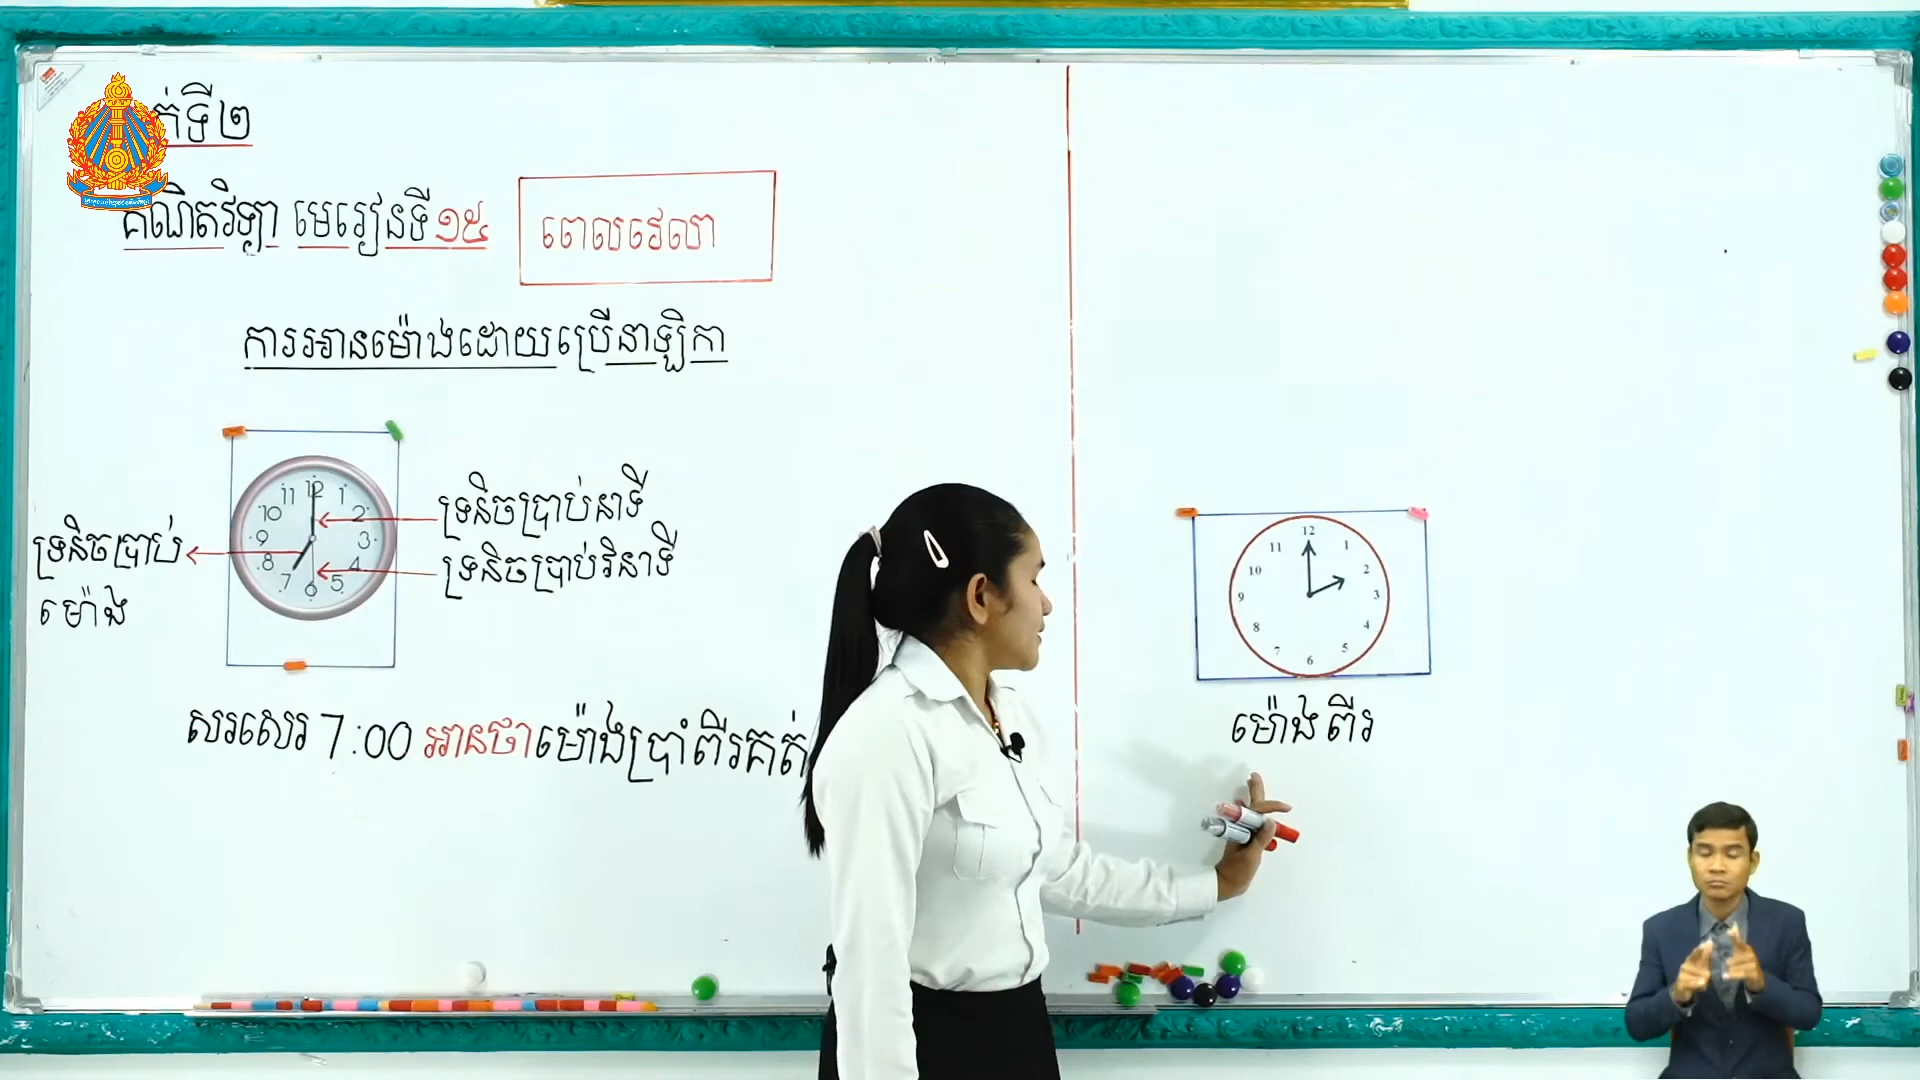 ក់ទី២
គណិតវិទ្យា មេរៀនទី១៥
ពេលវេលា
ការអានម៉ោងដោយប្រើនាឡិកា
ទ្រនិចប្រាប់នាទី
ទ្រនិចប្រាប់វិនាទី
ទ្រនិចប្រាប់
ម៉ោង
12 1 2 3 4 5 6 7 8 9 10 11
សរសេរ 7:00 អានថាម៉ោងប្រាំពីរគត់
12 1 2 3 4 5 6 7 8 9 10 11
ម៉ោងពីរ